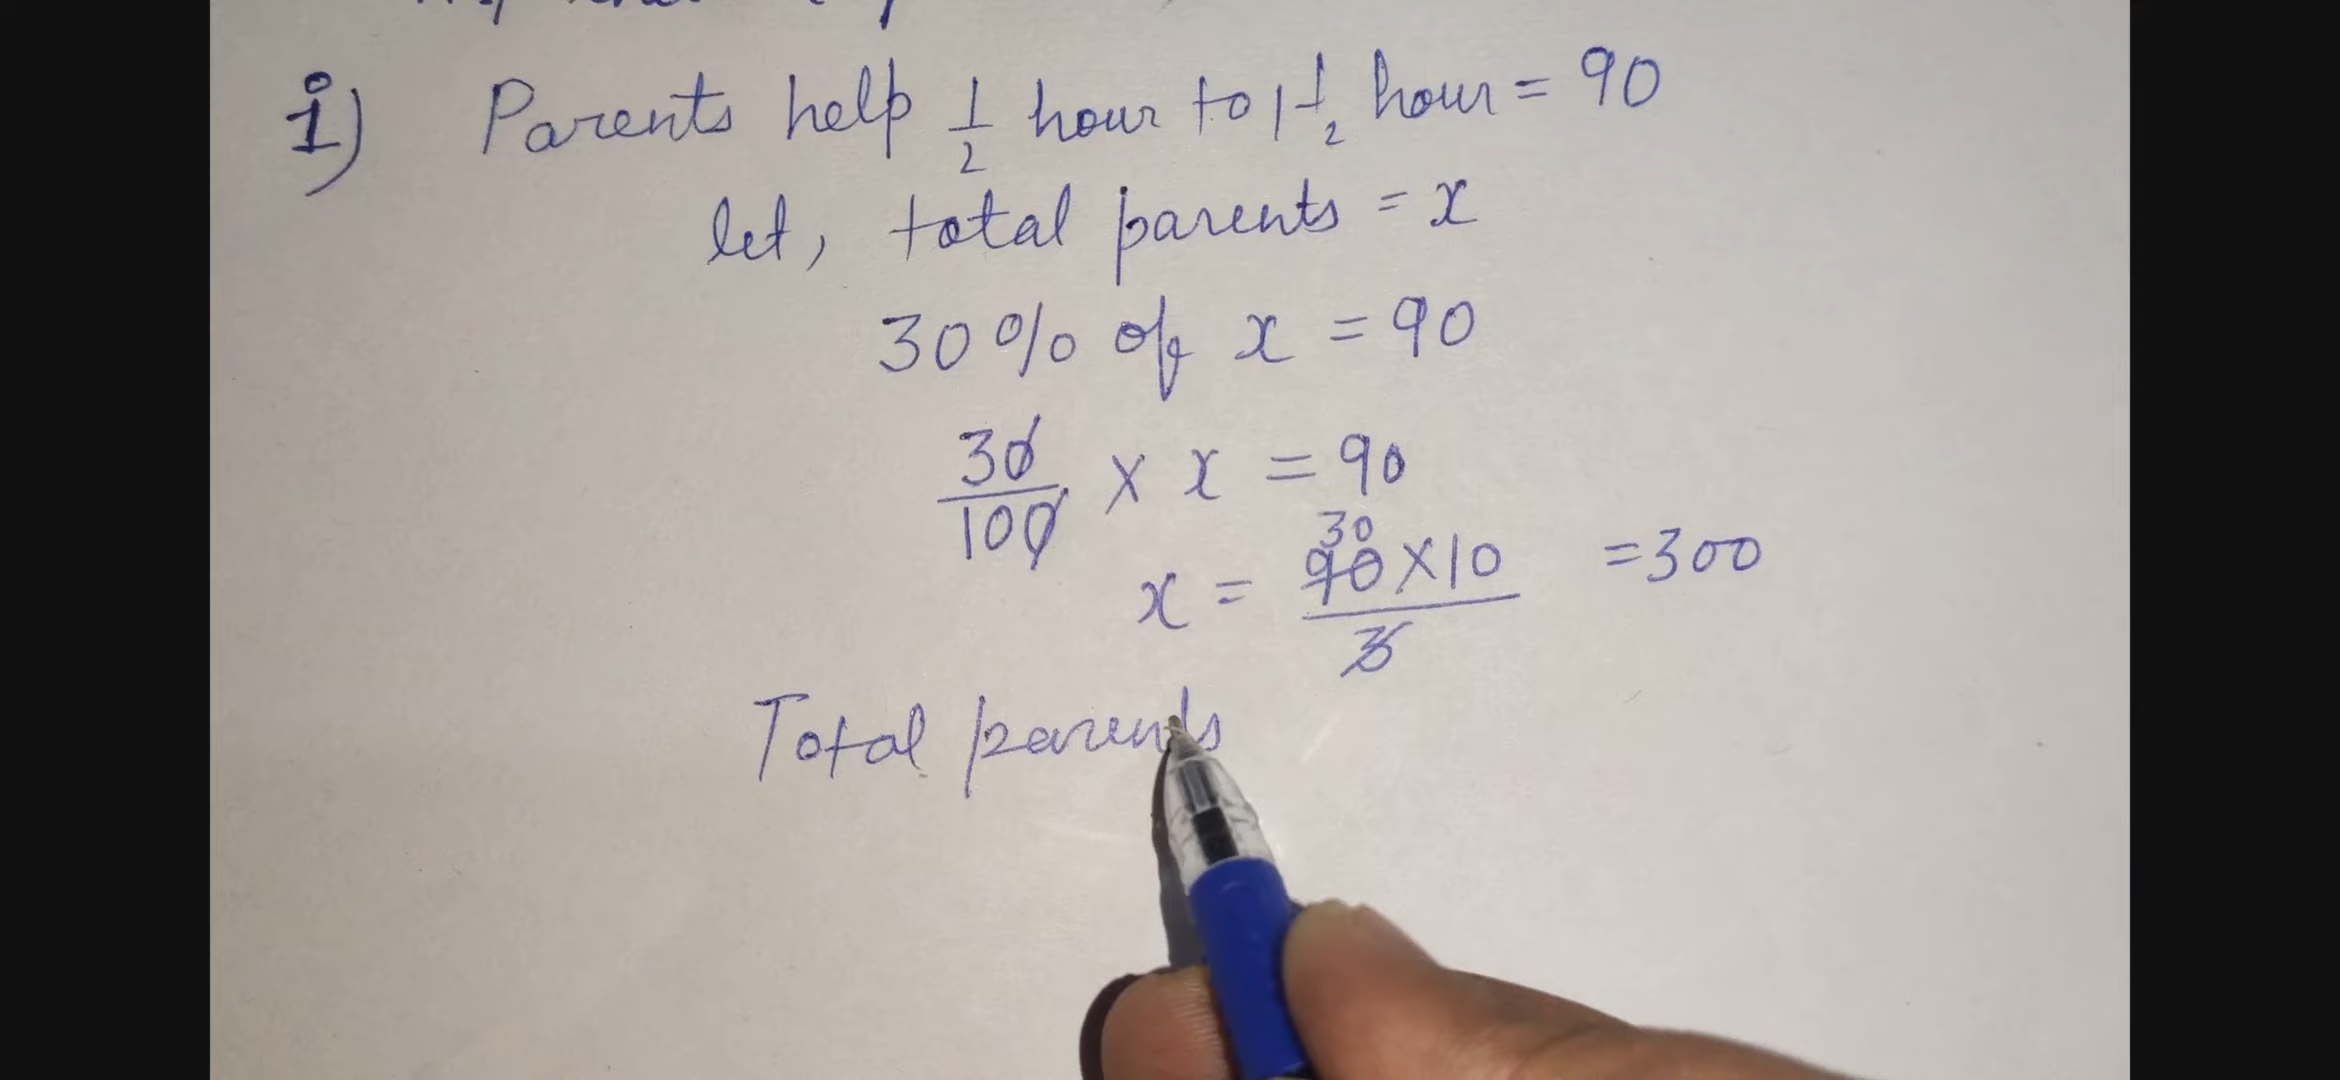 i) Parents help 1/2 hour to 1 1/2 hour = 90
let, total parents = x
30% of x = 90
30/100 × x = 90
30
x = 90×10/3 = 300
Total parents